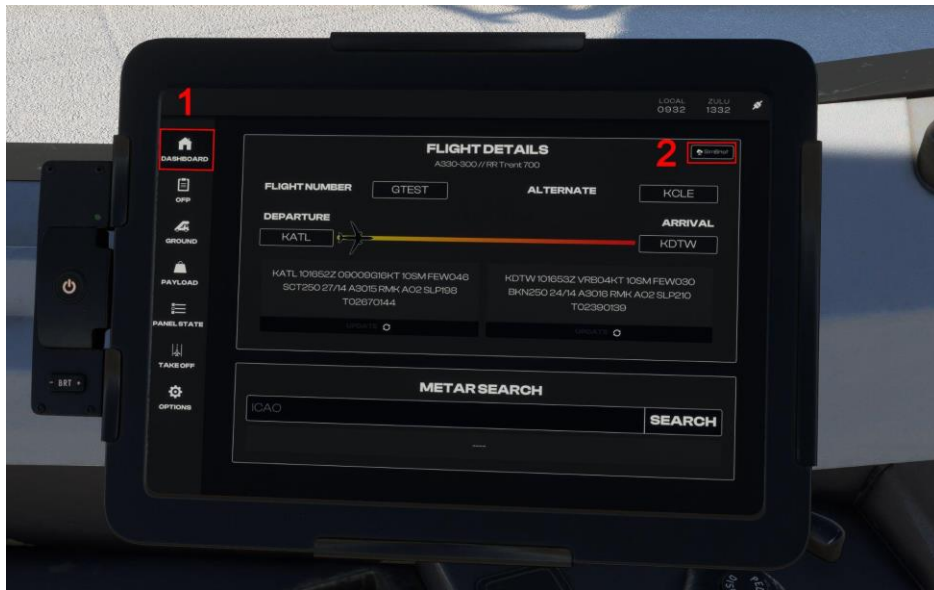 1
LOCAL ZULU
0932 1332
DASHBOARD
OFP
GROUND
PAYLOAD
PANEL STATE
TAKE OFF
OPTIONS
- BRT +
FLIGHT DETAILS
A330-300 // RR Trent 700
2
SimBrief
FLIGHT NUMBER GTEST ALTERNATE KCLE
DEPARTURE ARRIVAL
KATL KDTW
KATL 101652Z 09009G16KT 10SM FEW046
SCT250 27/14 A3015 RMK AO2 SLP198
T02670144
UPDATE
KDTW 101653Z VRB04KT 10SM FEW030
BKN250 24/14 A3016 RMK AO2 SLP210
T02390139
UPDATE
METAR SEARCH
ICAO SEARCH